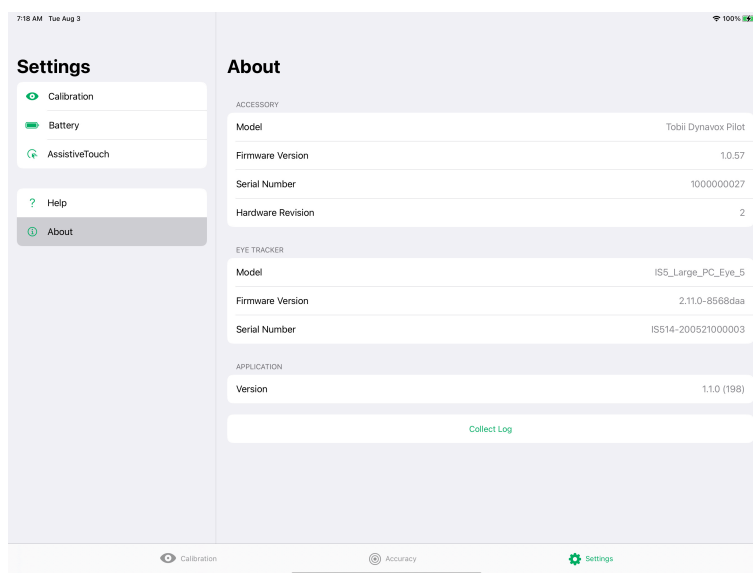 7:18 AM Tue Aug 3
100%
Settings
Calibration
Battery
AssistiveTouch
Help
About
About
ACCESSORY
Model Tobii Dynavox Pilot
Firmware Version 1.0.57
Serial Number 1000000027
Hardware Revision 2
EYE TRACKER
Model IS5_Large_PC_Eye_5
Firmware Version 2.11.0-8568daa
Serial Number IS514-200521000003
APPLICATION
Version 1.1.0 (198)
Collect Log
Calibration Accuracy Settings